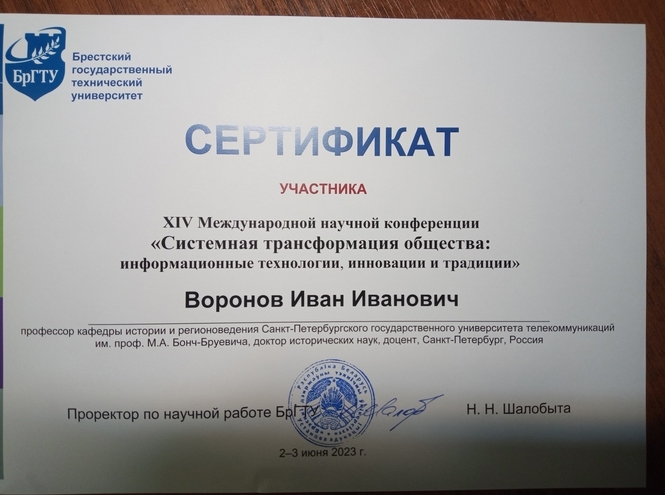 БрГТУ
Брестский
государственный
технический
университет
СЕРТИФИКАТ
УЧАСТНИКА
XIV Международной научной конференции
«Системная трансформация общества:
информационные технологии, инновации и традиции»
Воронов Иван Иванович
профессор кафедры истории и регионоведения Санкт-Петербургского государственного университета телекоммуникаций
им. проф. М.А. Бонч-Бруевича, доктор исторических наук, доцент, Санкт-Петербург, Россия
Проректор по научной работе БрГТУ
Н. Н. Шалобыта
Рэспубліка Беларусь
2–3 июня 2023 г.